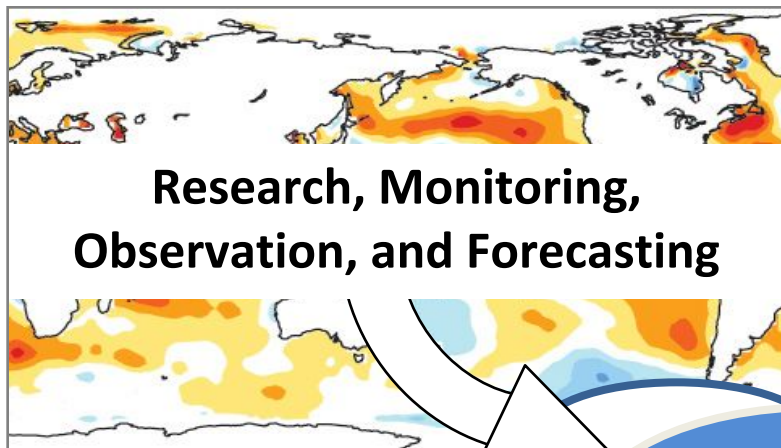 Research, Monitoring,
Observation, and Forecasting